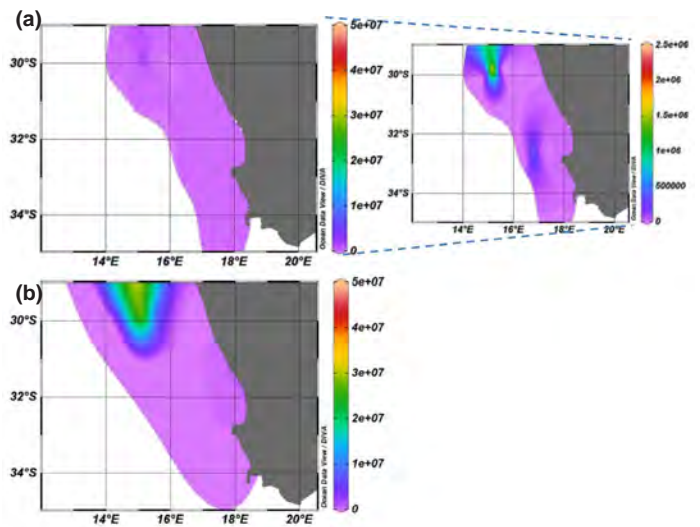 (a)
30°S
32°S
34°S
14°E 16°E 18°E 20°E
5e+07
4e+07
3e+07
2e+07
1e+07
0
Ocean Data View / DIVA
30°S
32°S
34°S
14°E 16°E 18°E 20°E
2.5e+06
2e+06
1.5e+06
1e+06
500000
0
Ocean Data View / DIVA
(b)
30°S
32°S
34°S
14°E 16°E 18°E 20°E
5e+07
4e+07
3e+07
2e+07
1e+07
0
Ocean Data View / DIVA